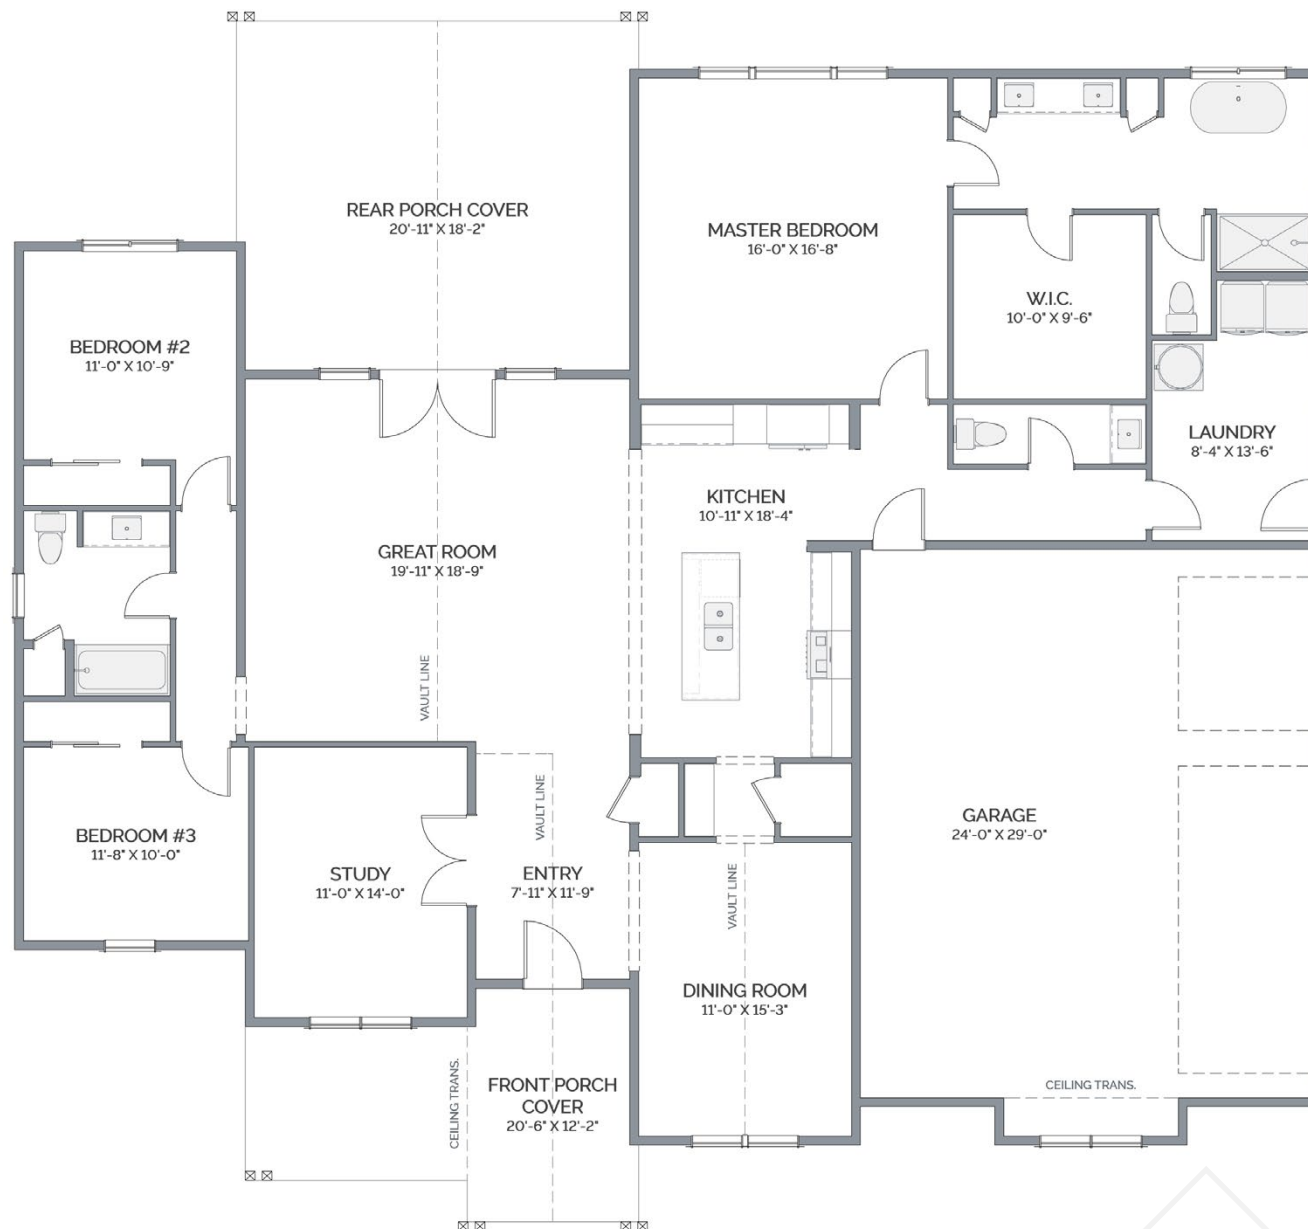 REAR PORCH COVER
20'-11" X 18'-2"
MASTER BEDROOM
16'-0" X 16'-8"
W.I.C.
10'-0" X 9'-6"
BEDROOM #2
11'-0" X 10'-9"
LAUNDRY
8'-4" X 13'-6"
KITCHEN
10'-11" X 18'-4"
GREAT ROOM
19'-11" X 18'-9"
VAULT LINE
VAULT LINE
GARAGE
24'-0" X 29'-0"
BEDROOM #3
11'-8" X 10'-0"
STUDY
11'-0" X 14'-0"
ENTRY
7'-11" X 11'-9"
VAULT LINE
DINING ROOM
11'-0" X 15'-3"
CEILING TRANS.
FRONT PORCH
COVER
20'-6" X 12'-2"
CEILING TRANS.